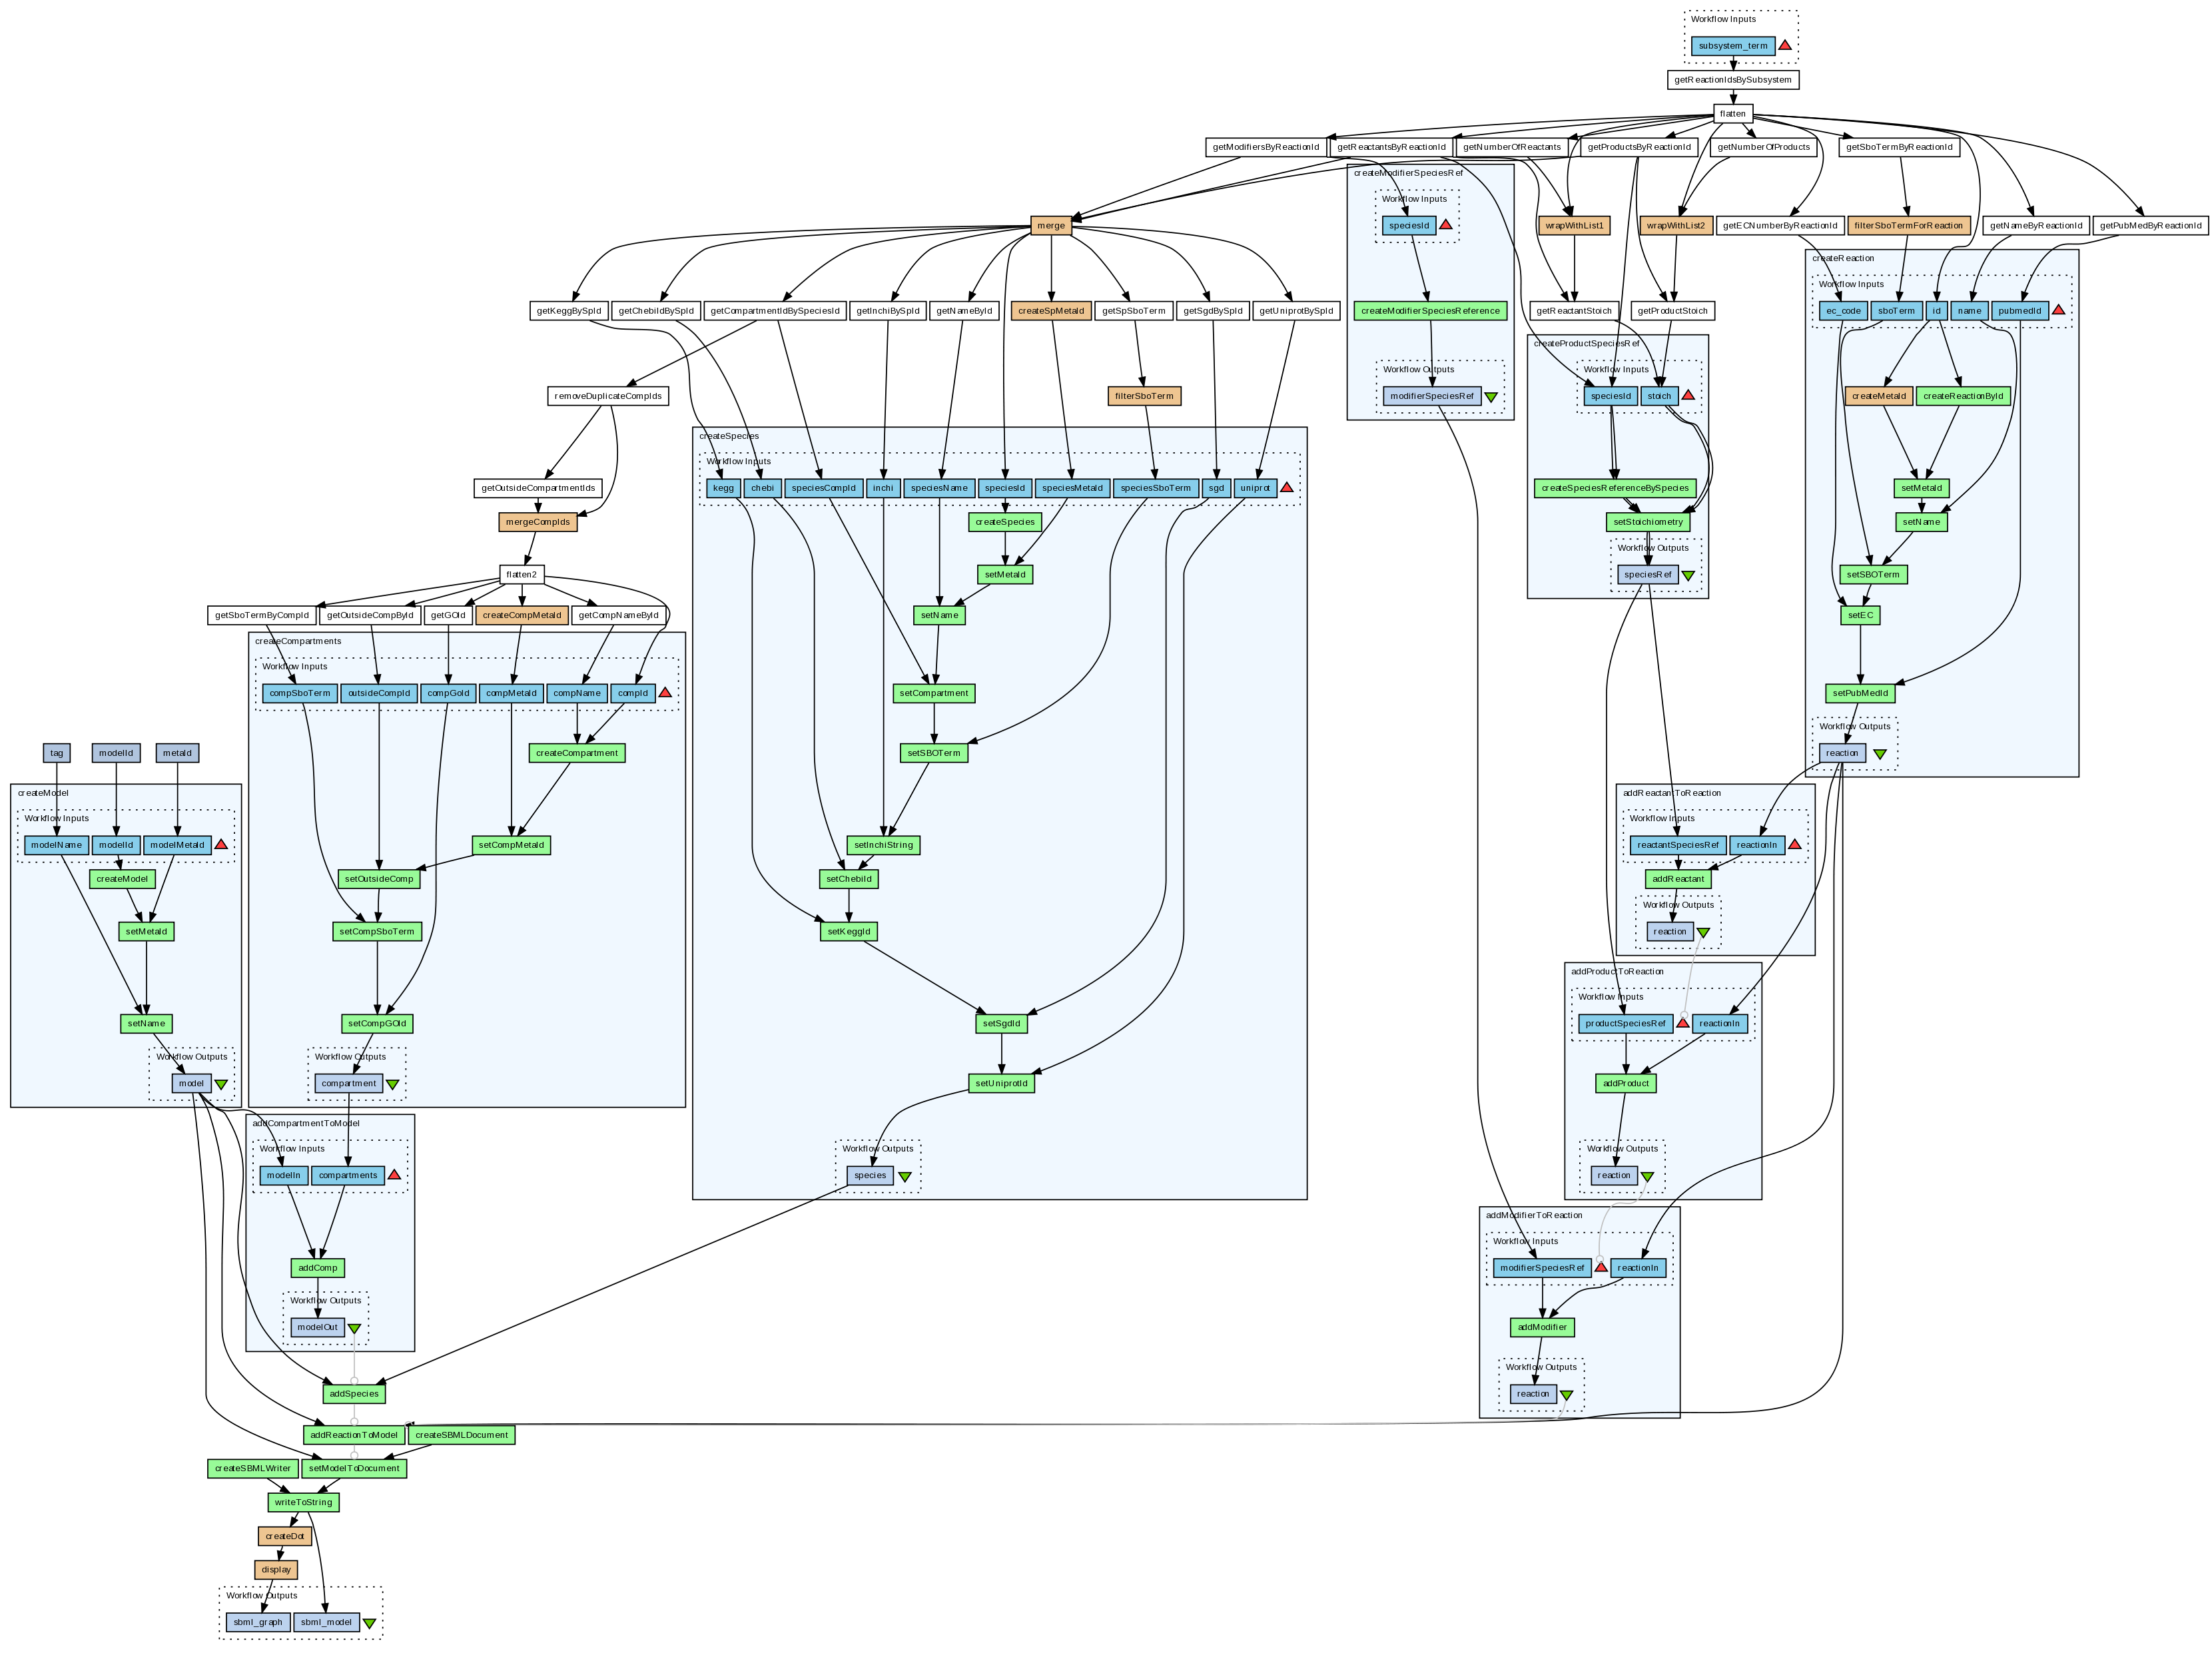 Workflow Inputs
subsystem_term
getReactionIdsBySubsystem
flatten
getModifiersByReactionId
getReactantsByReactionId
getNumberOfReactants
getProductsByReactionId
getNumberOfProducts
getSboTermByReactionId
createModifierSpeciesRef
Workflow Inputs
merge
speciesId
wrapWithList1
wrapWithList2
getECNumberByReactionId
filterSboTermForReaction
getNameByReactionId
getPubMedByReactionId
createReaction
Workflow Inputs
getKeggBySpId
getChebiIdBySpId
getCompartmentIdBySpeciesId
getInchiBySpId
getNameById
createSpMetaId
getSpSboTerm
getSgdBySpId
getUniprotBySpId
createModifierSpeciesReference
getReactantStoich
getProductStoich
ec_code
sboTerm
id
name
pubmedId
createProductSpeciesRef
Workflow Outputs
Workflow Inputs
removeDuplicateCompIds
filterSboTerm
modifierSpeciesRef
speciesId
stoich
createMetaId
createReactionById
createSpecies
Workflow Inputs
getOutsideCompartmentIds
kegg
chebi
speciesCompId
inchi
speciesName
speciesId
speciesMetaId
speciesSboTerm
sgd
uniprot
createSpeciesReferenceBySpecies
setMetaId
mergeCompIds
createSpecies
setStoichiometry
setName
Workflow Outputs
flatten2
setMetaId
speciesRef
setSBOTerm
getSboTermByCompId
getOutsideCompById
getGOId
createCompMetaId
getCompNameById
setName
setEC
createCompartments
Workflow Inputs
compSboTerm
outsideCompId
compGoId
compMetaId
compName
compId
setCompartment
setPubMedId
Workflow Outputs
tag
modelId
metaId
createCompartment
setSBOTerm
reaction
createModel
Workflow Inputs
addReactantToReaction
Workflow Inputs
modelName
modelId
modelMetaId
setCompMetaId
setInchiString
reactantSpeciesRef
reactionIn
createModel
setOutsideComp
setChebiId
addReactant
Workflow Outputs
setMetaId
setCompSboTerm
setKeggId
reaction
addProductToReaction
Workflow Inputs
setName
setCompGOId
setSgdId
productSpeciesRef
reactionIn
Workflow Outputs
Workflow Outputs
model
compartment
setUniprotId
addProduct
addCompartmentToModel
Workflow Inputs
Workflow Outputs
Workflow Outputs
modelIn
compartments
species
reaction
addModifierToReaction
Workflow Inputs
addComp
modifierSpeciesRef
reactionIn
Workflow Outputs
modelOut
addModifier
Workflow Outputs
addSpecies
reaction
addReactionToModel
createSBMLDocument
createSBMLWriter
setModelToDocument
writeToString
createDot
display
Workflow Outputs
sbml_graph
sbml_model